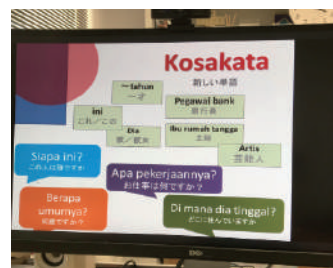 Kosakata
新しい単語
~tahun
~才
ini
これ/この
Pegawai bank
銀行員
Dia
彼/彼女
Ibu rumah tangga
主婦
Artis
芸能人
Siapa ini?
この人は誰ですか
Apa pekerjaannya?
お仕事は何ですか?
Berapa
umurnya?
何歳ですか?
Di mana dia tinggal?
どこに住んでいますか
DELL